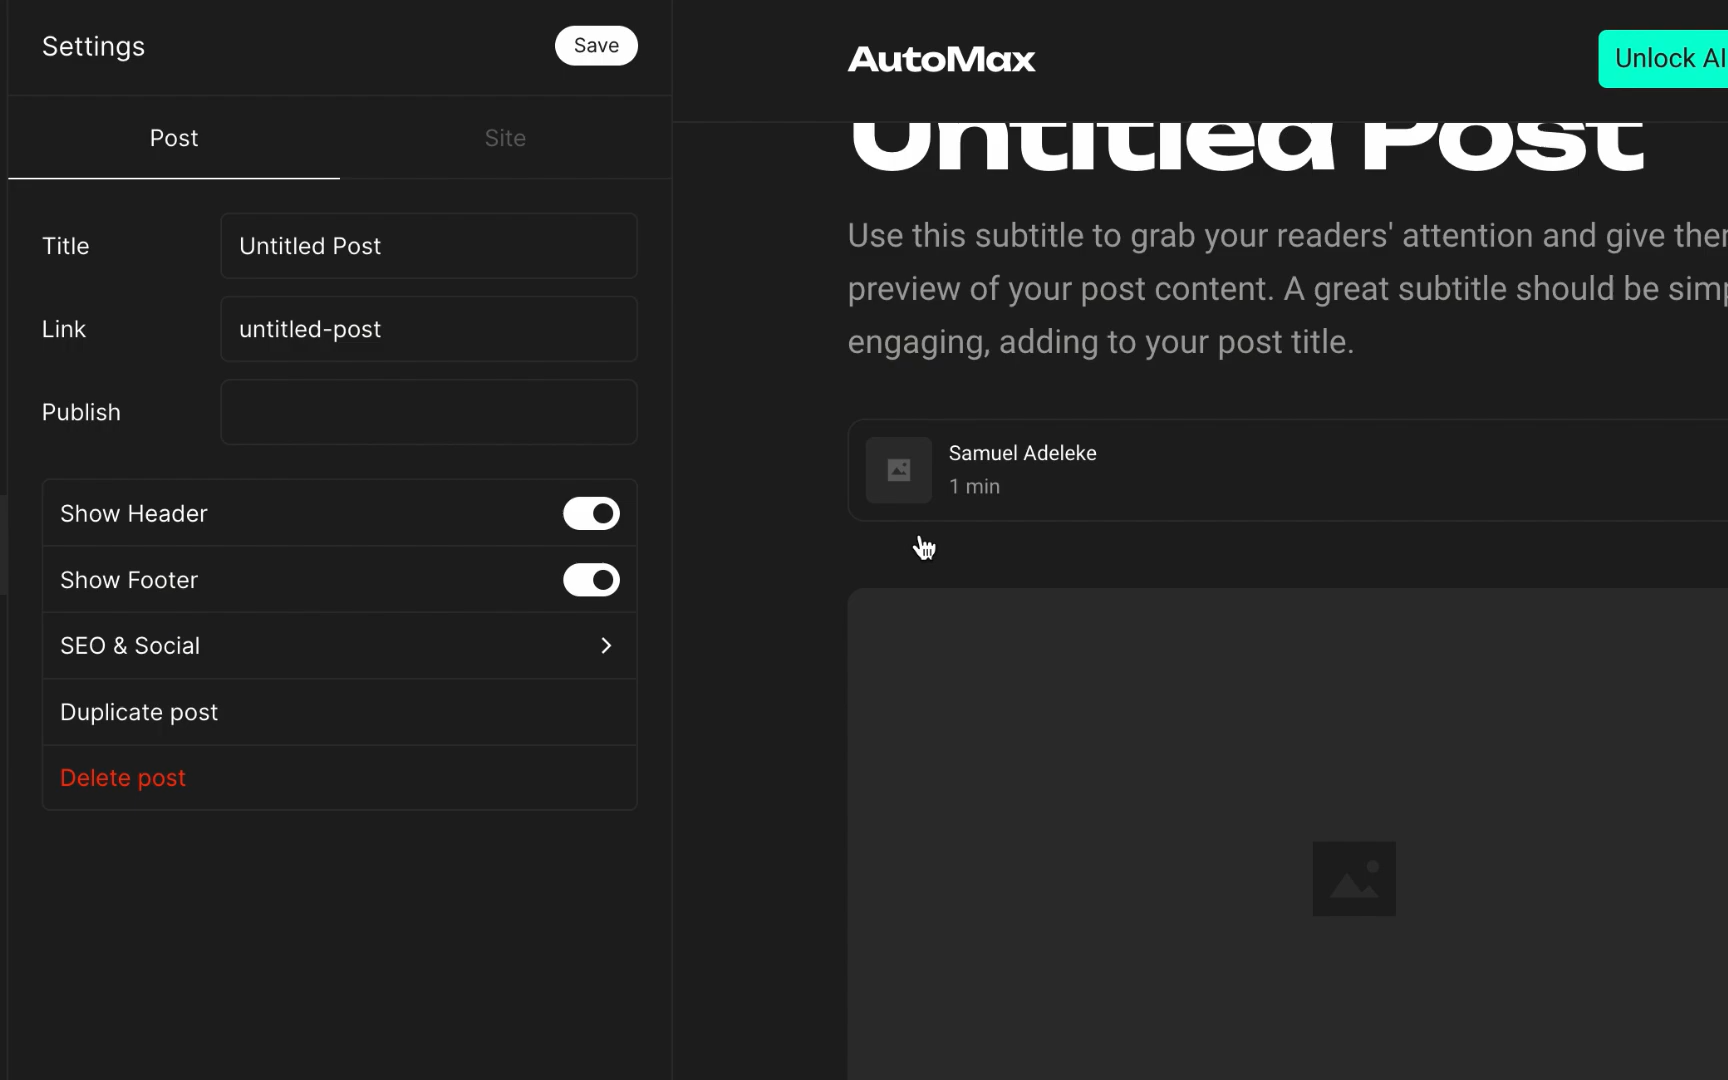 Settings
Save
Post
Site
Title
Untitled Post
Link
untitled-post
Publish
Show Header
Show Footer
SEO & Social
Duplicate post
Delete post
AutoMax
Unlock AI
Untitled Post
Use this subtitle to grab your readers' attention and give
preview of your post content. A great subtitle should be
engaging, adding to your post title.
Samuel Adeleke
1 min